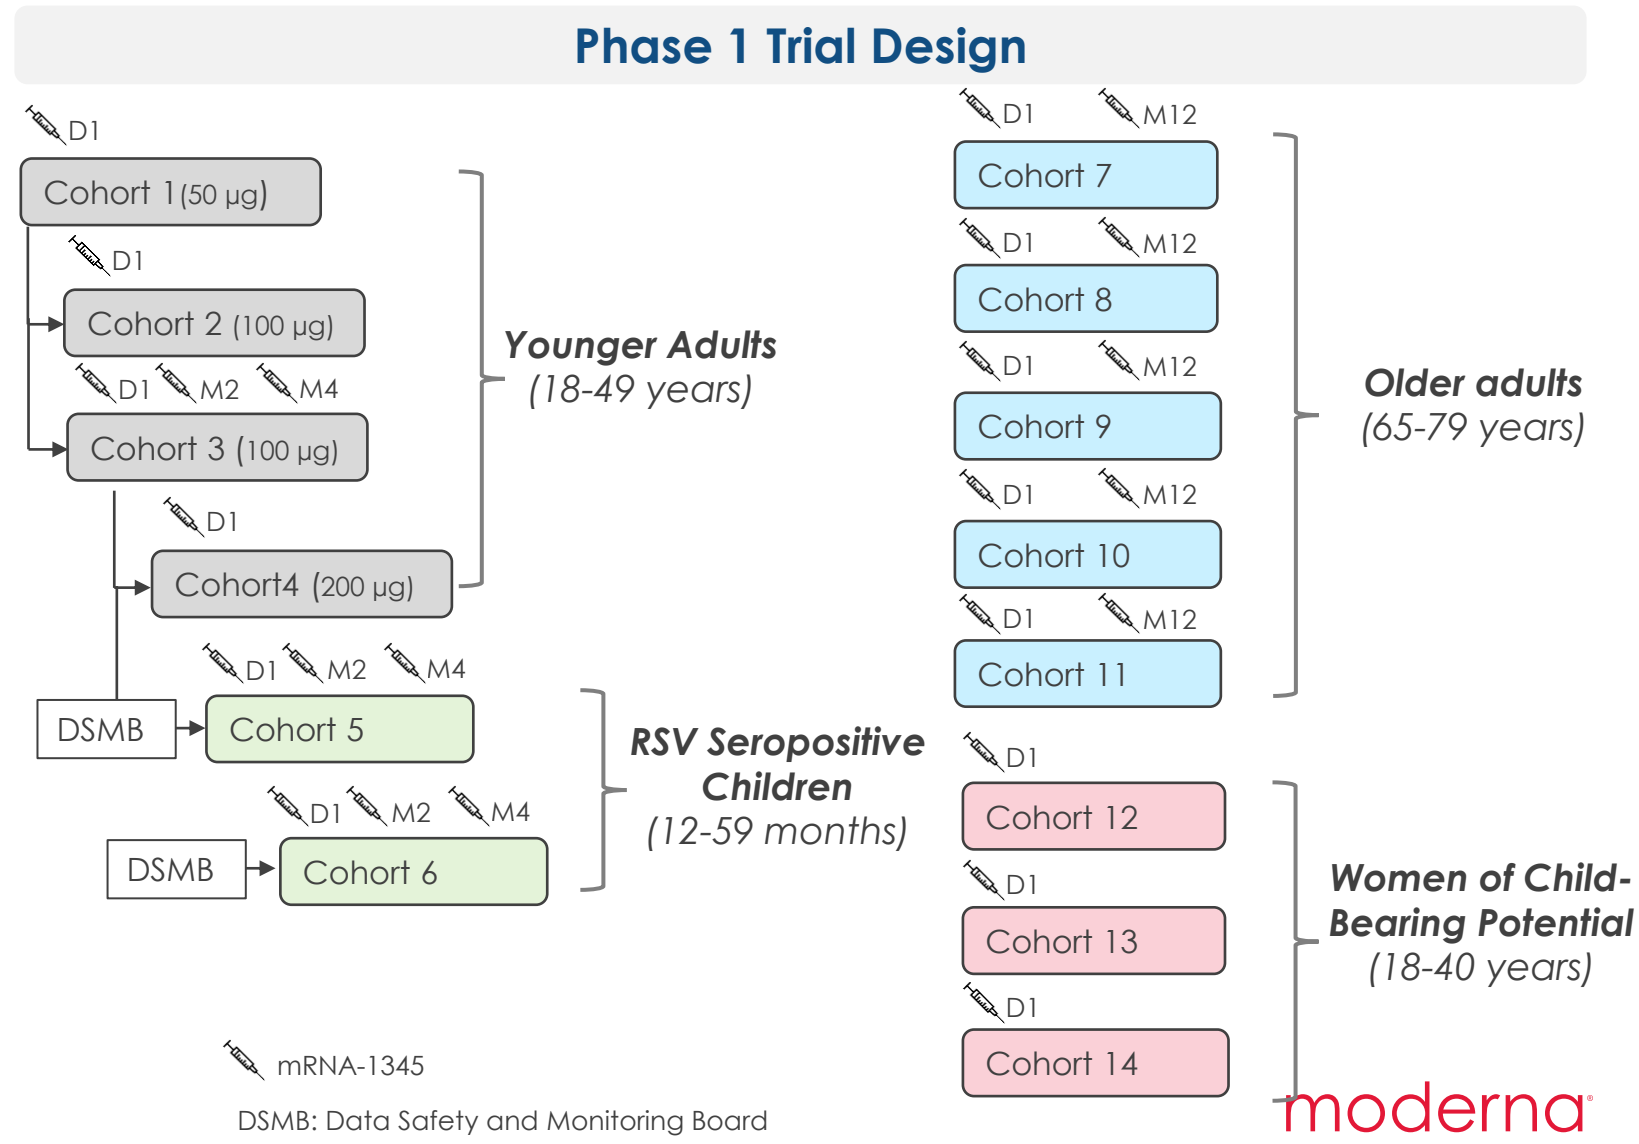 Phase 1 Trial Design
D1
Cohort 1(50 µg)
D1
Cohort 2 (100 µg)
D1 M2 M4
Cohort 3 (100 µg)
D1
Cohort4 (200 µg)
Younger Adults
(18-49 years)
D1 M2 M4
DSMB
Cohort 5
D1 M2 M4
DSMB
Cohort 6
RSV Seropositive
Children
(12-59 months)
mRNA-1345
DSMB: Data Safety and Monitoring Board
D1 M12
Cohort 7
D1 M12
Cohort 8
D1 M12
Cohort 9
D1 M12
Cohort 10
D1 M12
Cohort 11
Older adults
(65-79 years)
D1
Cohort 12
D1
Cohort 13
D1
Cohort 14
Women of Child-
Bearing Potential
(18-40 years)
moderna